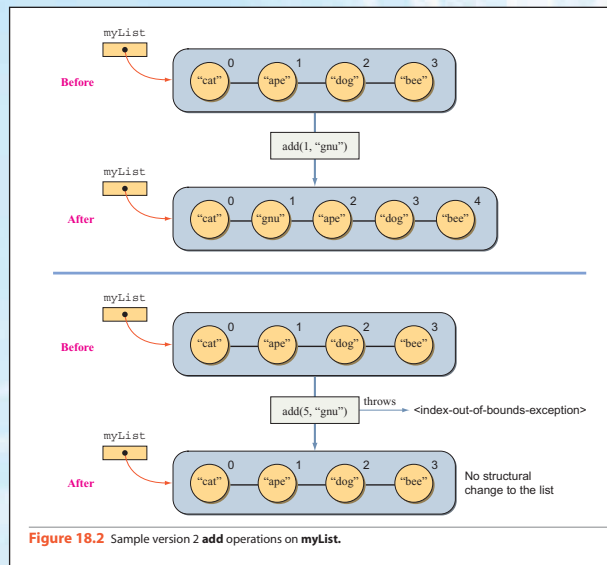 myList
0 1 2 3
Before
“cat” “ape” “dog” “bee”
add(1, “gnu”)
myList
0 1 2 3 4
After
“cat” “gnu” “ape” “dog” “bee”
myList
0 1 2 3
Before
“cat” “ape” “dog” “bee”
add(5, “gnu”) throws <index-out-of-bounds-exception>
myList
0 1 2 3
After
“cat” “ape” “dog” “bee”
No structural
change to the list
Figure 18.2 Sample version 2 add operations on myList.